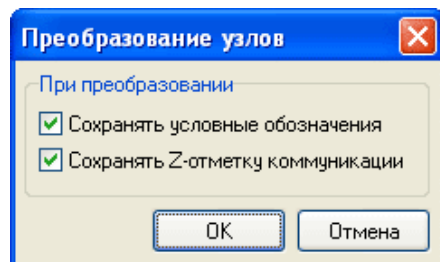 Преобразование узлов
При преобразовании
Сохранять условные обозначения
Сохранять Z-отметку коммуникации
OK
Отмена